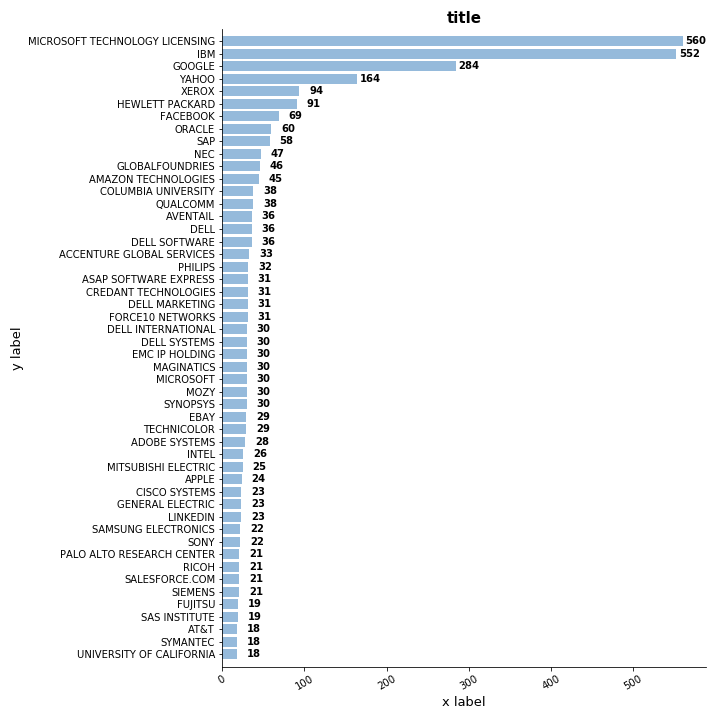 title
MICROSOFT TECHNOLOGY LICENSING 560
IBM 552
GOOGLE 284
YAHOO 164
XEROX 94
HEWLETT PACKARD 91
FACEBOOK 69
ORACLE 60
SAP 58
NEC 47
GLOBALFOUNDRIES 46
AMAZON TECHNOLOGIES 45
COLUMBIA UNIVERSITY 38
QUALCOMM 38
AVENTAIL 36
DELL 36
DELL SOFTWARE 36
ACCENTURE GLOBAL SERVICES 33
PHILIPS 32
ASAP SOFTWARE EXPRESS 31
CREDANT TECHNOLOGIES 31
DELL MARKETING 31
FORCE10 NETWORKS 31
DELL INTERNATIONAL 30
DELL SYSTEMS 30
EMC IP HOLDING 30
MAGINATICS 30
MICROSOFT 30
MOZY 30
SYNOPSYS 30
EBAY 29
TECHNICOLOR 29
ADOBE SYSTEMS 28
INTEL 26
MITSUBISHI ELECTRIC 25
APPLE 24
CISCO SYSTEMS 23
GENERAL ELECTRIC 23
LINKEDIN 23
SAMSUNG ELECTRONICS 22
SONY 22
PALO ALTO RESEARCH CENTER 21
RICOH 21
SALESFORCE.COM 21
SIEMENS 21
FUJITSU 19
SAS INSTITUTE 19
AT&T 18
SYMANTEC 18
UNIVERSITY OF CALIFORNIA 18
y label
0 100 200 300 400 500
x label